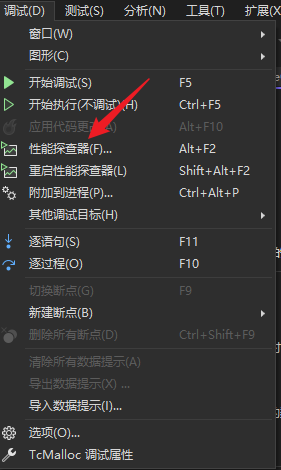 调试(D) 测试(S) 分析(N) 工具(T) 扩展(X
窗口(W)
图形(C)
开始调试(S) F5
开始执行(不调试)(H) Ctrl+F5
应用代码更改(A) Alt+F10
性能探查器(F)... Alt+F2
重启性能探查器(L) Shift+Alt+F2
附加到进程(P)... Ctrl+Alt+P
其他调试目标(H)
逐语句(S) F11
逐过程(O) F10
切换断点(G) F9
新建断点(B)
删除所有断点(D) Ctrl+Shift+F9
清除所有数据提示(A)
导出数据提示(X) ...
导入数据提示(I)...
选项(O)...
TcMalloc 调试属性